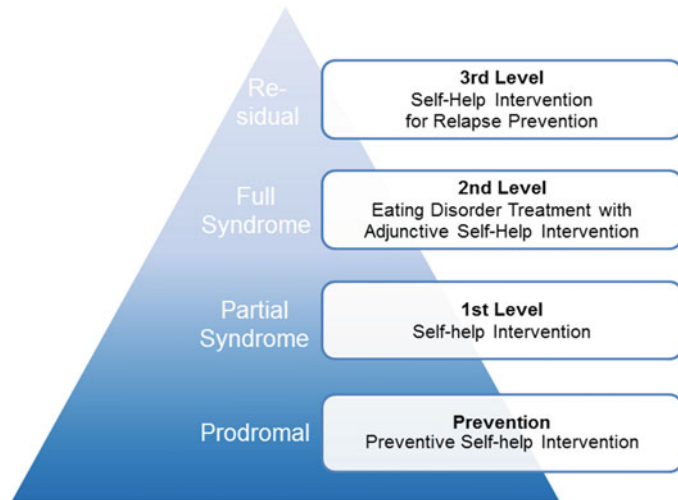 Re-
sidual
3rd Level
Self-Help Intervention
for Relapse Prevention
Full
Syndrome
2nd Level
Eating Disorder Treatment with
Adjunctive Self-Help Intervention
Partial
Syndrome
1st Level
Self-help Intervention
Prodromal
Prevention
Preventive Self-help Intervention